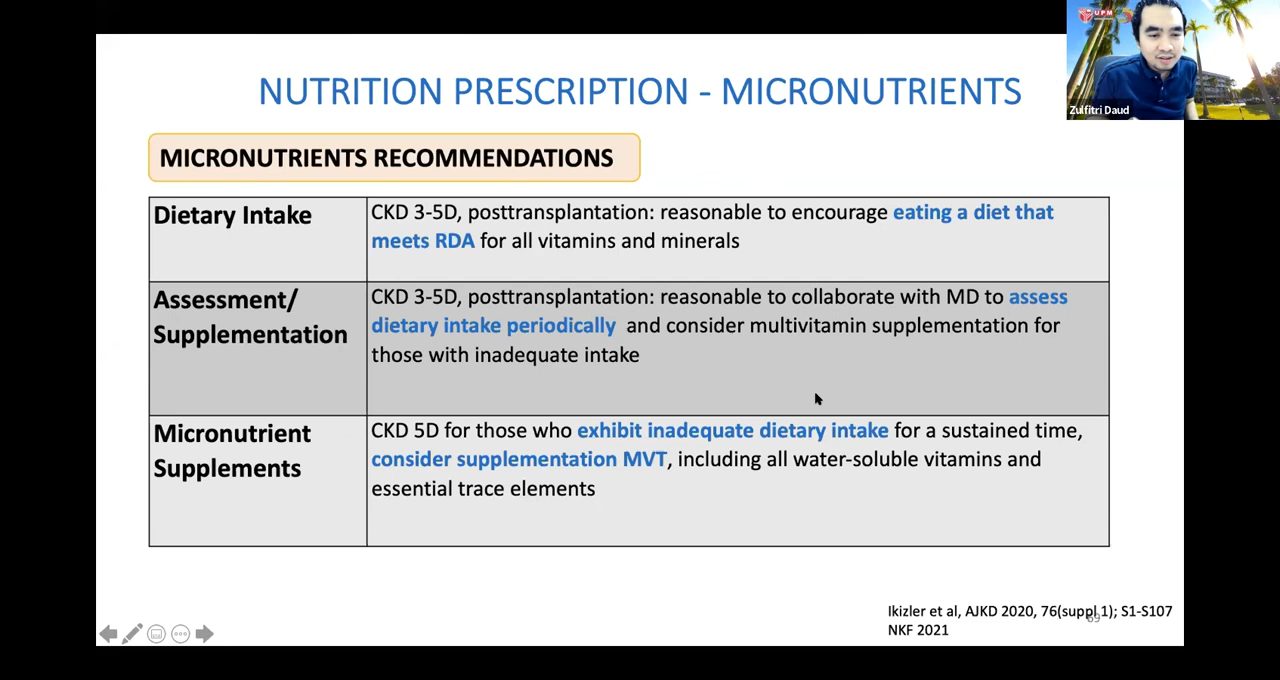 UPM
Zulfitri Daud
NUTRITION PRESCRIPTION - MICRONUTRIENTS
MICRONUTRIENTS RECOMMENDATIONS
Dietary Intake
CKD 3-5D, posttransplantation: reasonable to encourage eating a diet that
meets RDA for all vitamins and minerals
Assessment/
Supplementation
CKD 3-5D, posttransplantation: reasonable to collaborate with MD to assess
dietary intake periodically and consider multivitamin supplementation for
those with inadequate intake
Micronutrient
Supplements
CKD 5D for those who exhibit inadequate dietary intake for a sustained time,
consider supplementation MVT, including all water-soluble vitamins and
essential trace elements
Ikizler et al, AJKD 2020, 76(suppl 1); S1-S107
NKF 2021